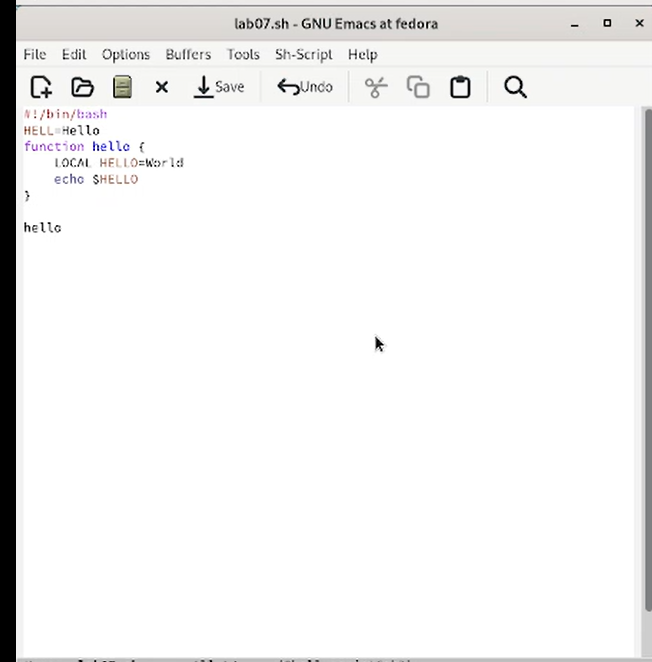 lab07.sh - GNU Emacs at fedora
File Edit Options Buffers Tools Sh-Script Help
Save Undo
#!/bin/bash
HELL=Hello
function hello {
    LOCAL HELLO=World
    echo $HELLO
}
hello